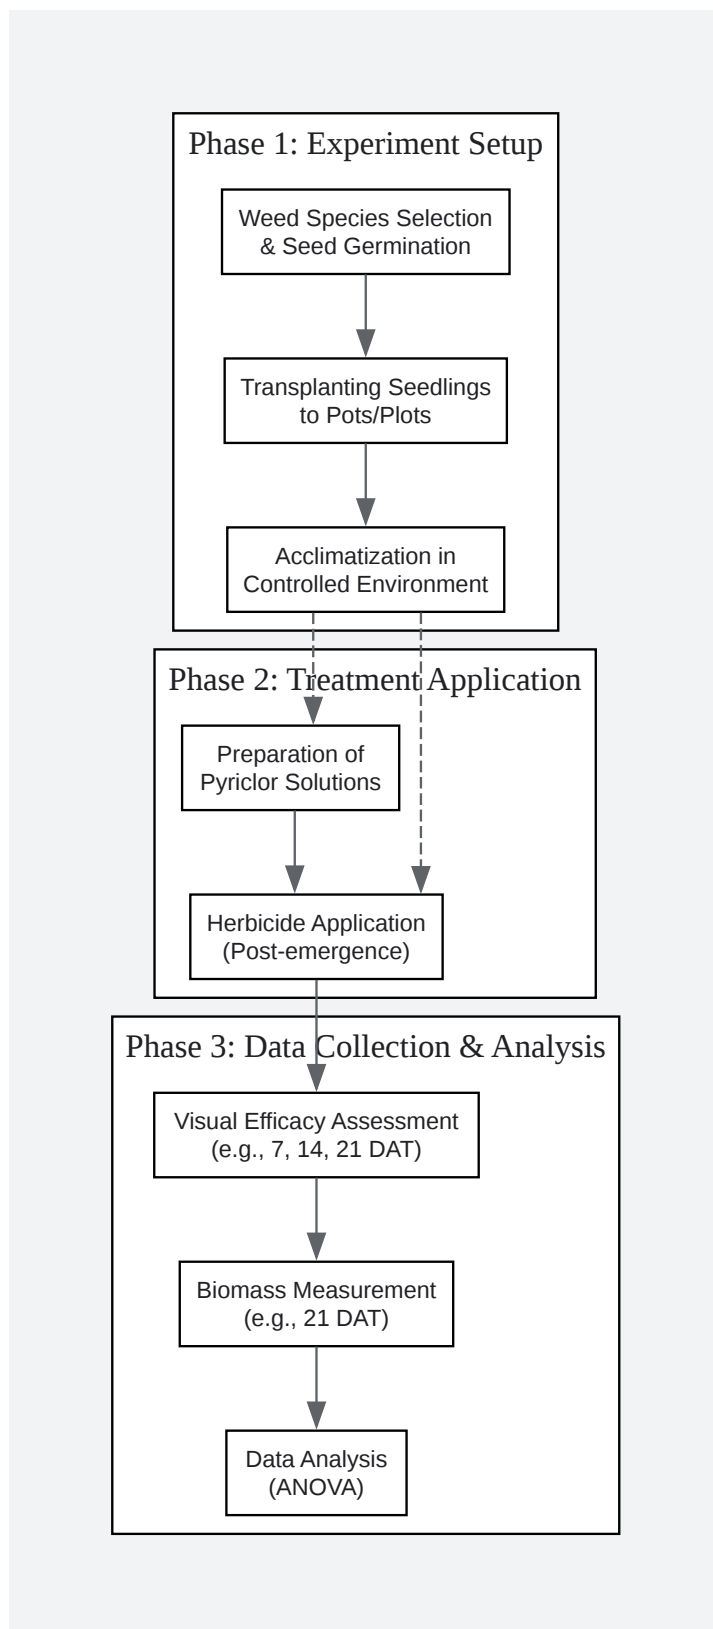 Phase 1: Experiment Setup
Weed Species Selection
& Seed Germination
Transplanting Seedlings
to Pots/Plots
Acclimatization in
Controlled Environment
Phase 2: Treatment Application
Preparation of
Pyriclor Solutions
Herbicide Application
(Post-emergence)
Phase 3: Data Collection & Analysis
Visual Efficacy Assessment
(e.g., 7, 14, 21 DAT)
Biomass Measurement
(e.g., 21 DAT)
Data Analysis
(ANOVA)